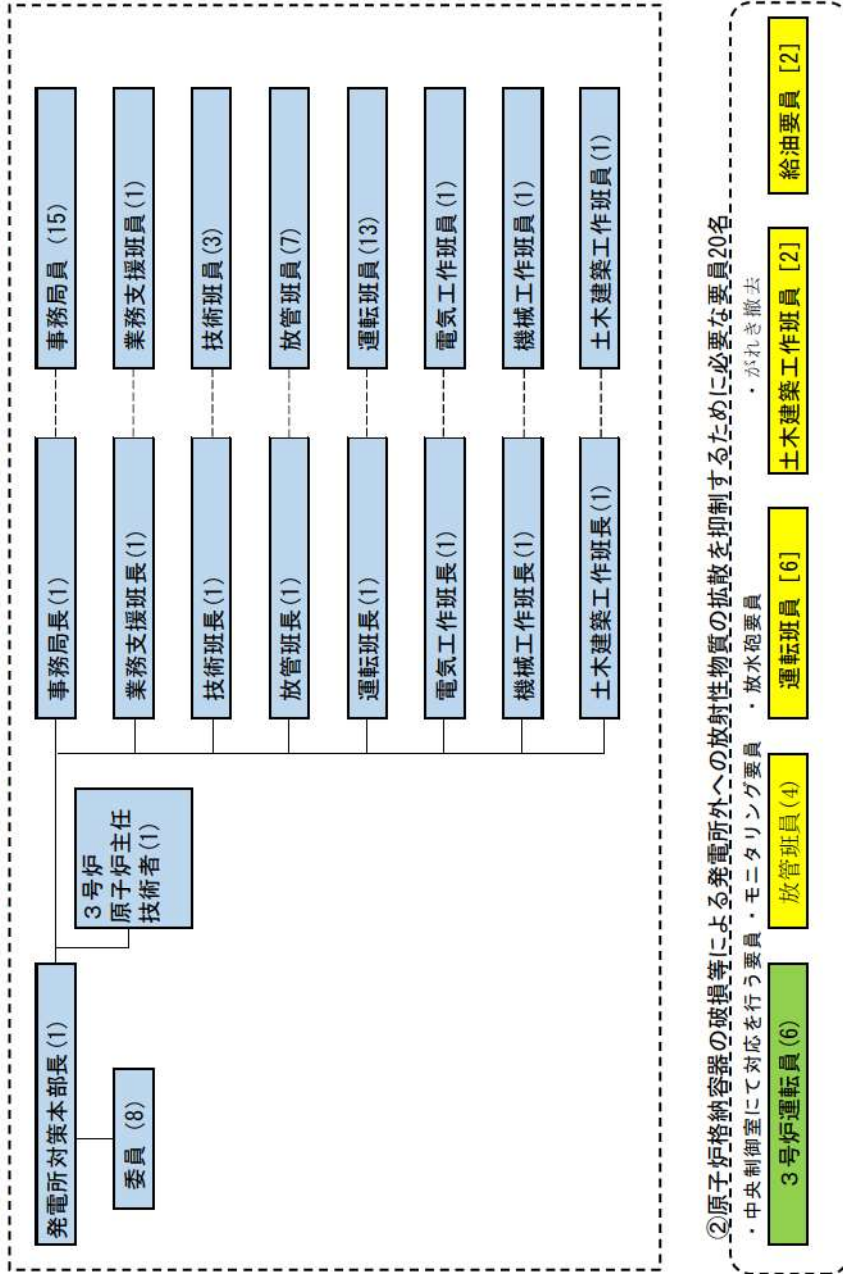 発電所対策本部長(1)
委員 (8)
3号炉
原子炉主任
技術者(1)
事務局長(1)
事務局員 (15)
業務支援班長(1)
業務支援班員(1)
技術班長(1)
技術班員(3)
放管班長(1)
放管班員(7)
運転班長(1)
運転班員(13)
電気工作班長(1)
電気工作班員(1)
機械工作班長(1)
機械工作班員(1)
土木建築工作班長(1)
土木建築工作班員(1)
②原子炉格納容器の破損等による発電所外への放射性物質の拡散を抑制するために必要な要員20名
・中央制御室にて対応を行う要員 ・モニタリング要員 ・放水砲要員 ・がれき撤去
3号炉運転員(6)
放管班員(4)
運転班員 [6]
土木建築工作班員 [2]
給油要員 [2]